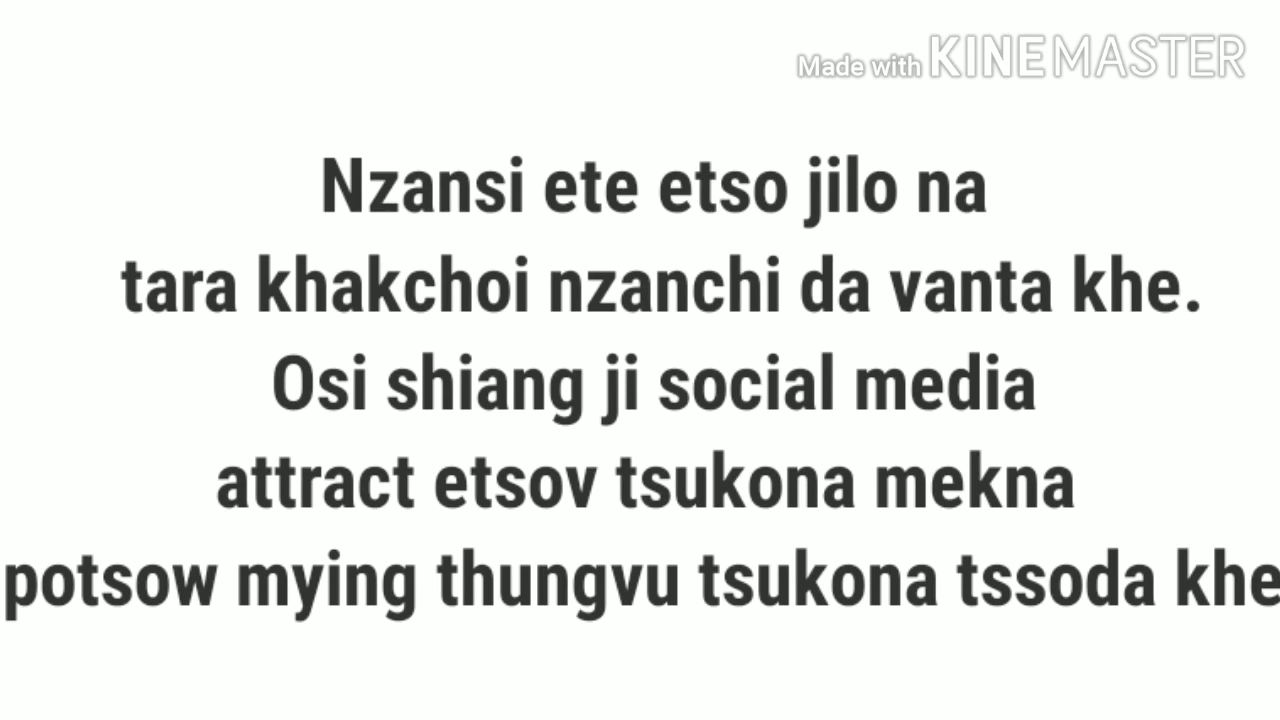 Made with KINEMASTER
Nzansi ete etso jilo na
tara khakchoi nzanchi da vanta khe.
Osi shiang ji social media
attract etsov tsukona mekna
potsow mying thungvu tsukona tssoda khe